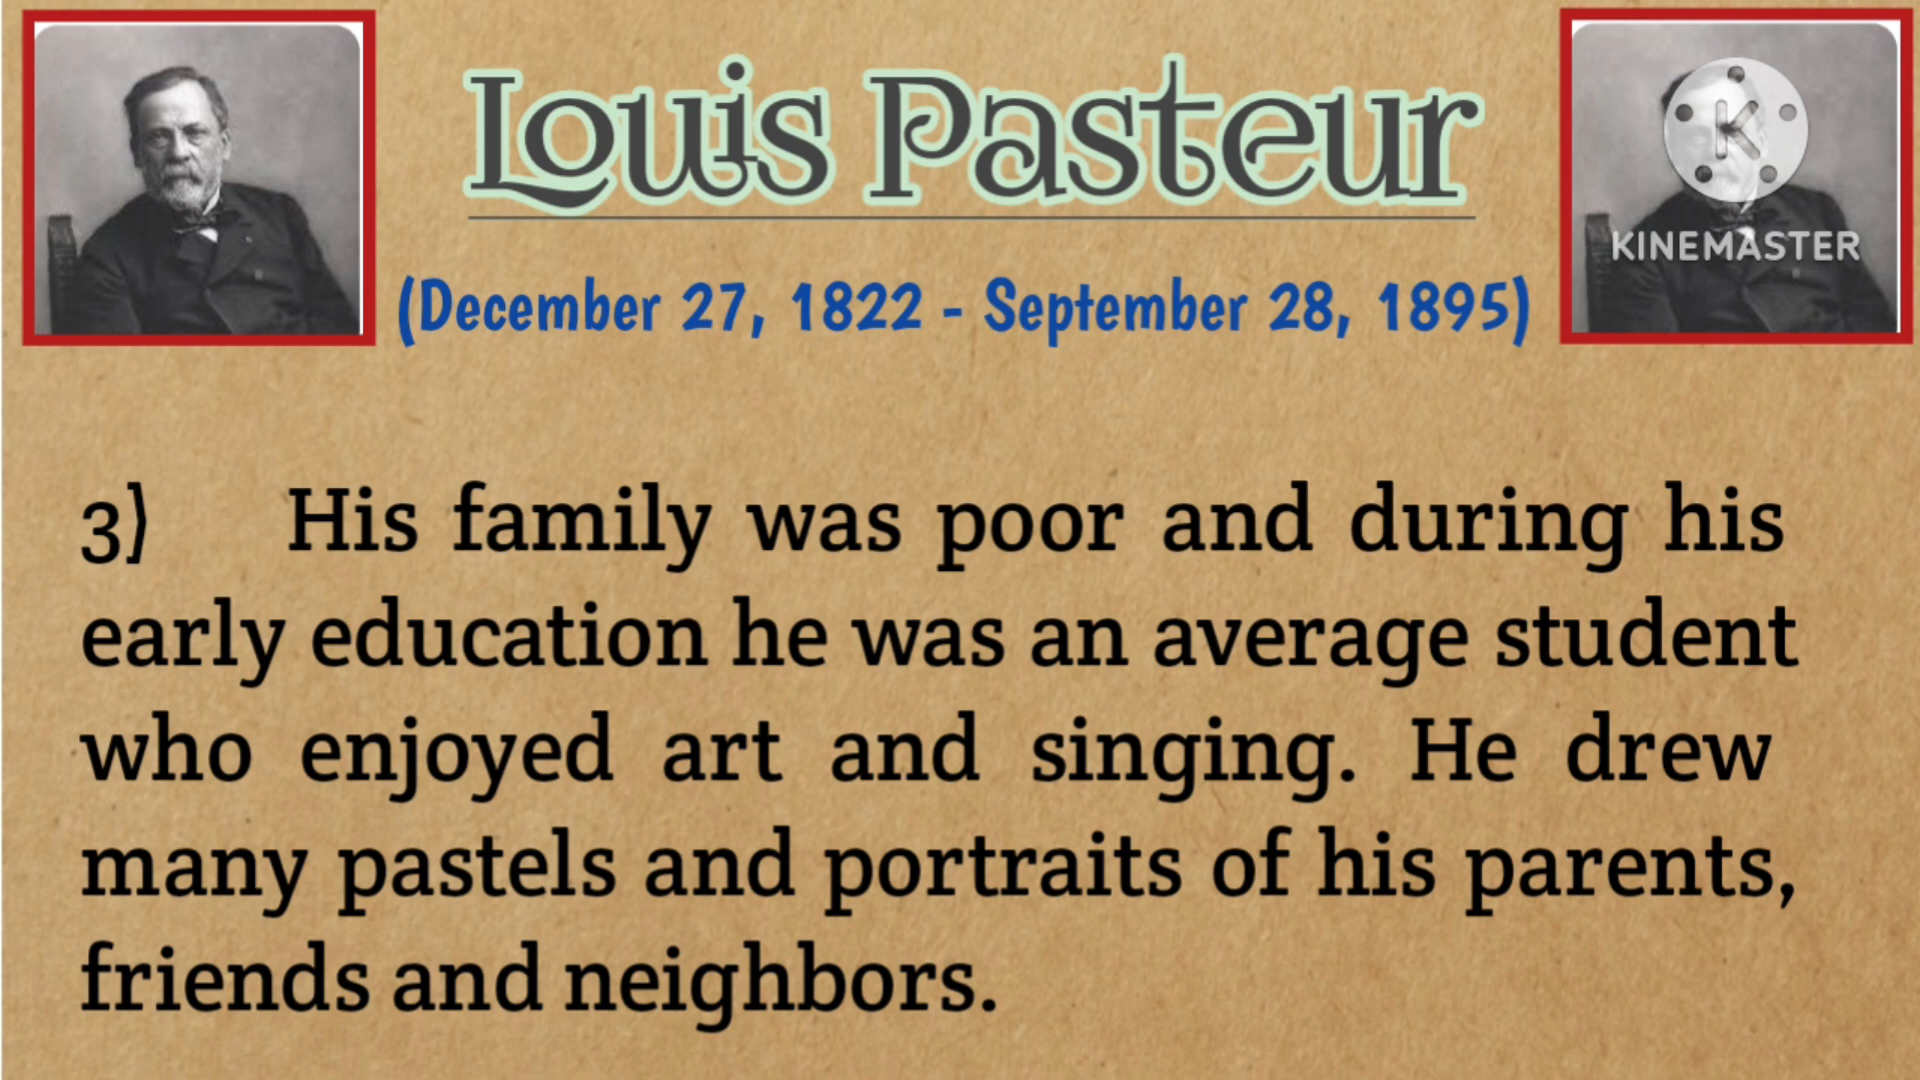 Louis Pasteur
K
KINEMASTER
(December 27, 1822 - September 28, 1895)
3) His family was poor and during his
early education he was an average student
who enjoyed art and singing. He drew
many pastels and portraits of his parents,
friends and neighbors.